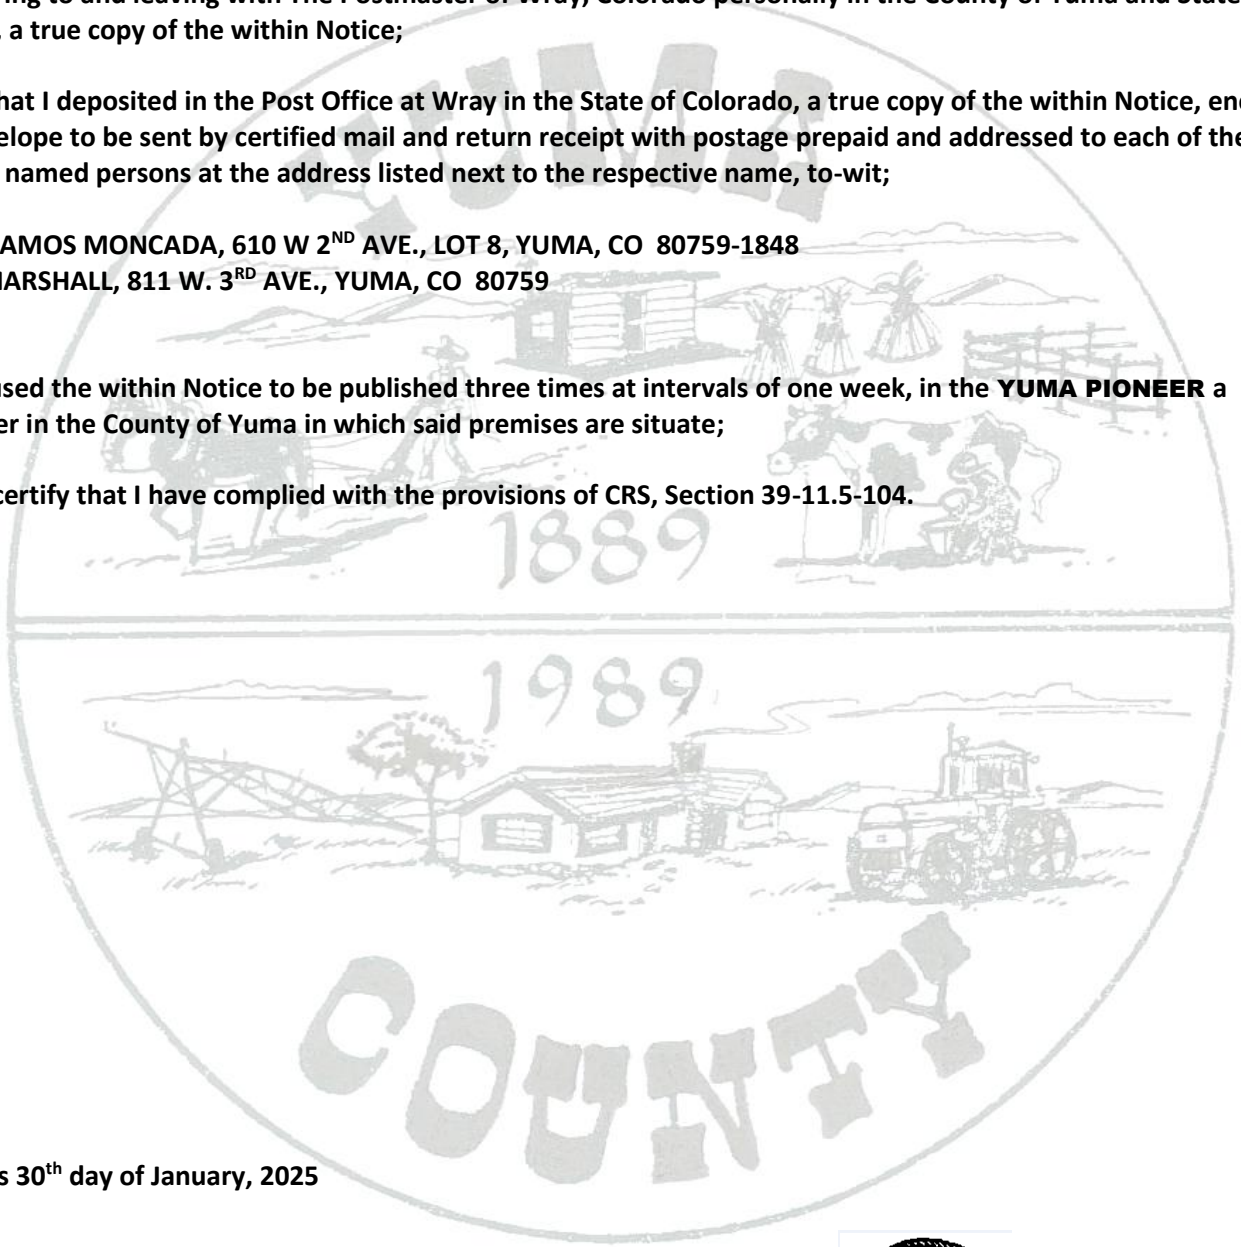 to and leaving with The Postmaster of Wray, Colorado personally in the County of Yuma and State
a true copy of the within Notice;
hat I deposited in the Post Office at Wray in the State of Colorado, a true copy of the within Notice, en
elope to be sent by certified mail and return receipt with postage prepaid and addressed to each of the
named persons at the address listed next to the respective name, to-wit;
AMOS MONCADA, 610 W 2ND AVE., LOT 8, YUMA, CO 80759-1848
ARSHALL, 811 W. 3RD AVE., YUMA, CO 80759
used the within Notice to be published three times at intervals of one week, in the YUMA PIONEER a
er in the County of Yuma in which said premises are situate;
certify that I have complied with the provisions of CRS, Section 39-11.5-104.
YUMA
1889
1989
COUNTY
s 30th day of January, 2025